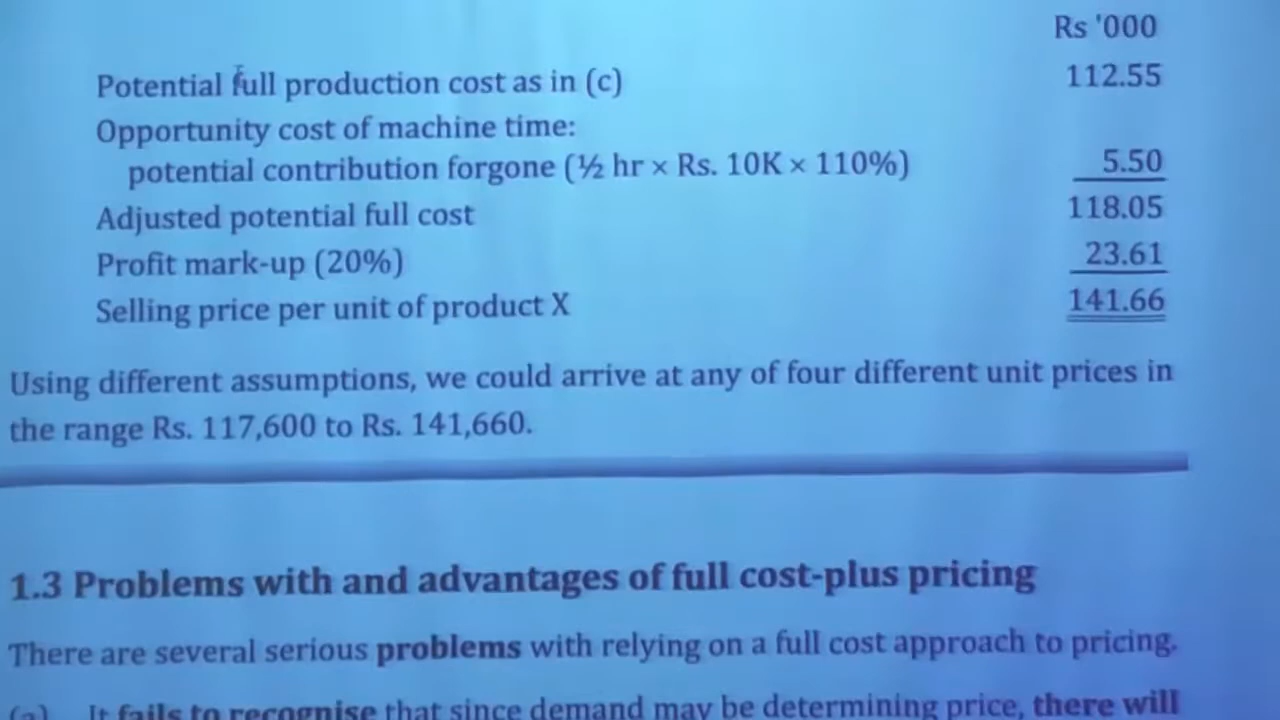 Rs '000
Potential full production cost as in (c) 112.55
Opportunity cost of machine time:
potential contribution forgone (½ hr × Rs. 10K × 110%) 5.50
Adjusted potential full cost 118.05
Profit mark-up (20%) 23.61
Selling price per unit of product X 141.66
Using different assumptions, we could arrive at any of four different unit prices in
the range Rs. 117,600 to Rs. 141,660.
1.3 Problems with and advantages of full cost-plus pricing
There are several serious problems with relying on a full cost approach to pricing.
(a) It fails to recognise that since demand may be determining price, there will